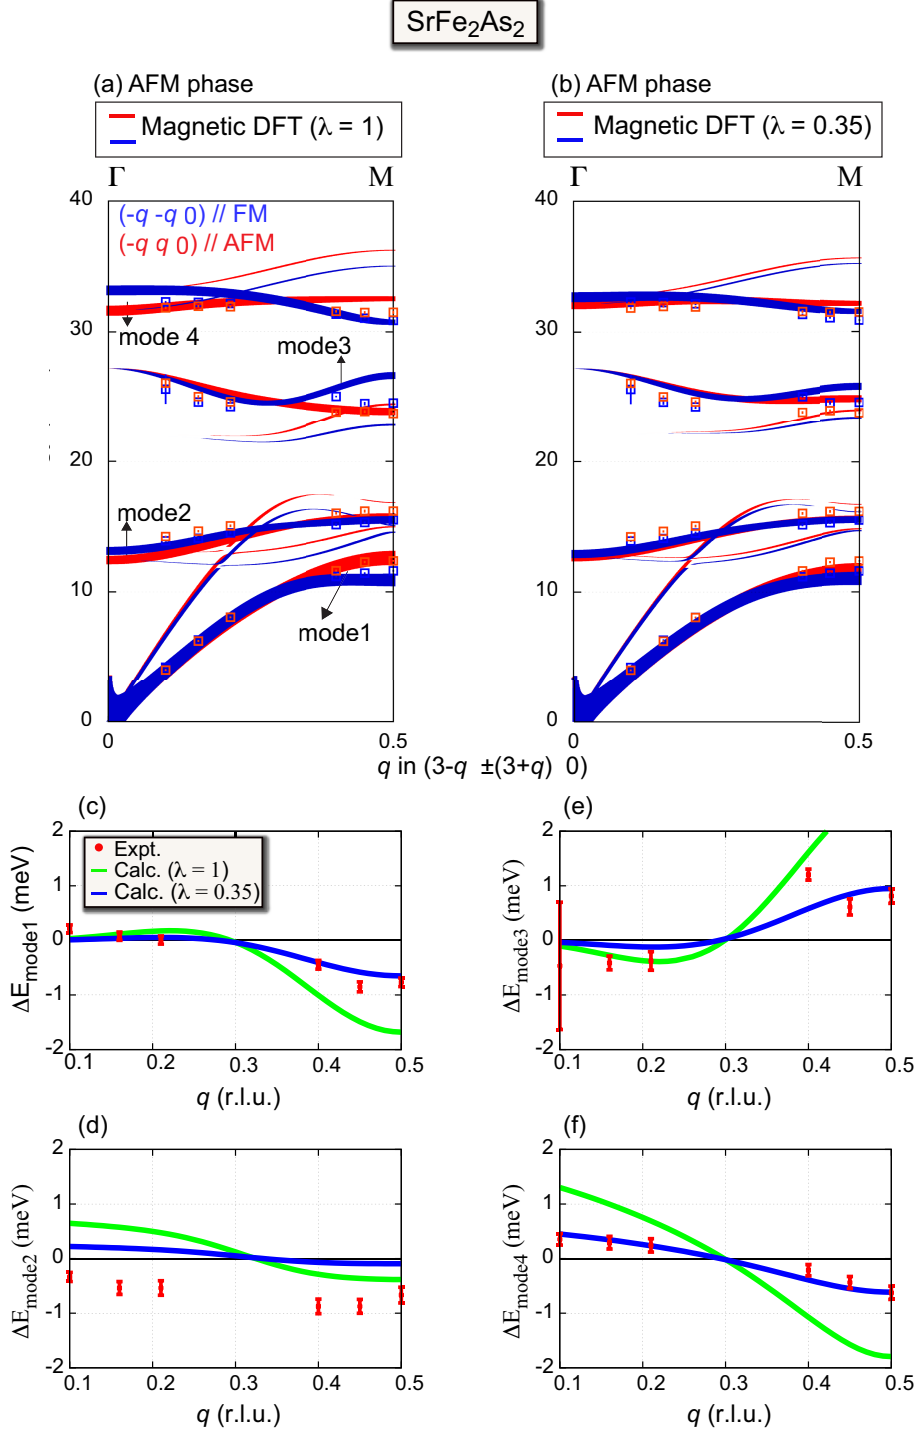 SrFe2As2
(a) AFM phase
Magnetic DFT (λ = 1)
Γ M
40
30
20
10
0
(-q -q 0) // FM
(-q q 0) // AFM
mode 4
mode3
mode2
mode1
0 0.5
(b) AFM phase
Magnetic DFT (λ = 0.35)
Γ M
40
30
20
10
0
0 0.5
q in (3-q ±(3+q) 0)
(c)
2
1
0
-1
-2
ΔEmode1 (meV)
Expt.
Calc. (λ = 1)
Calc. (λ = 0.35)
0.1 0.2 0.3 0.4 0.5
q (r.l.u.)
(e)
2
1
0
-1
-2
ΔEmode3 (meV)
0.1 0.2 0.3 0.4 0.5
q (r.l.u.)
(d)
2
1
0
-1
-2
ΔEmode2 (meV)
0.1 0.2 0.3 0.4 0.5
q (r.l.u.)
(f)
2
1
0
-1
-2
ΔEmode4 (meV)
0.1 0.2 0.3 0.4 0.5
q (r.l.u.)